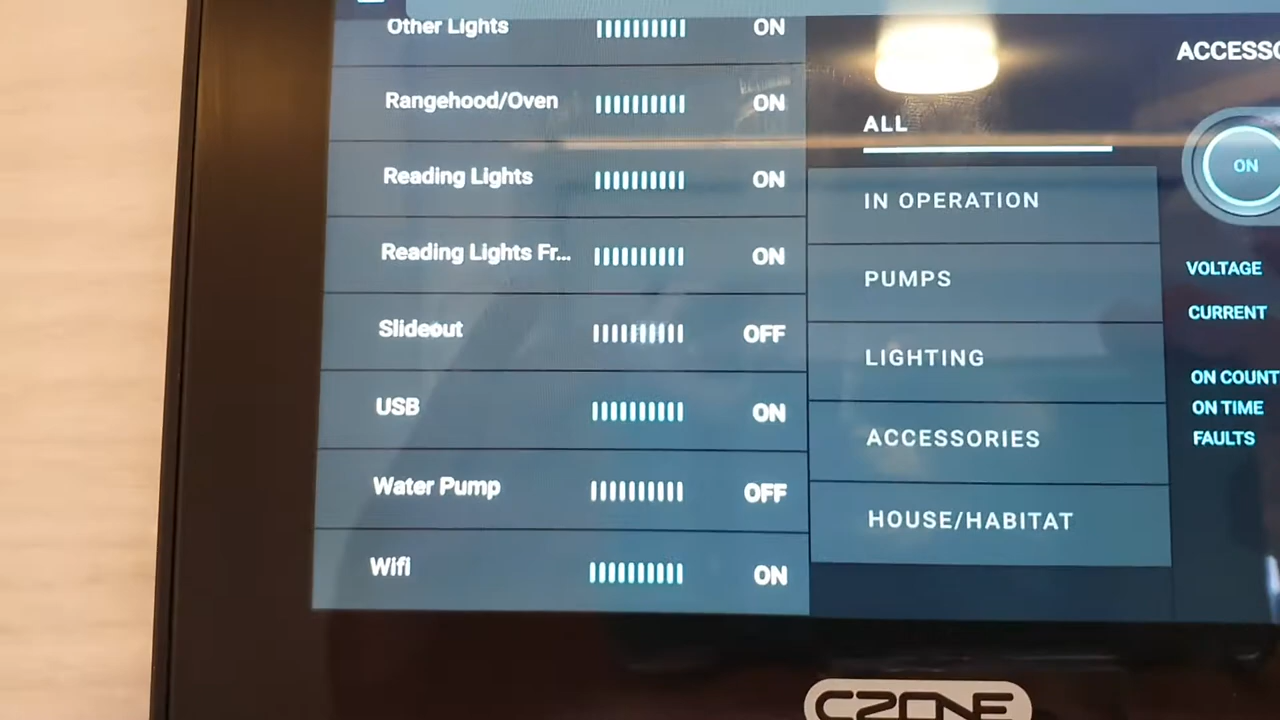 Other Lights ON
Rangehood/Oven ON
Reading Lights ON
Reading Lights Fr... ON
Slideout OFF
USB ON
Water Pump OFF
Wifi ON
ALL
IN OPERATION
PUMPS
LIGHTING
ACCESSORIES
HOUSE/HABITAT
ACCESSO
ON
VOLTAGE
CURRENT
ON COUNT
ON TIME
FAULTS
CZONE